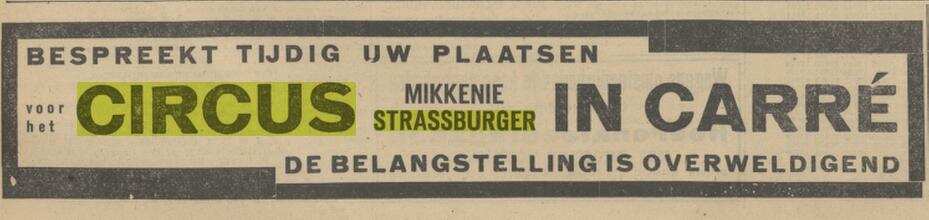 BESPREEKT TIJDIG UW PLAATSEN
voor het CIRCUS MIKKENIE STRASSBURGER IN CARRÉ
DE BELANGSTELLING IS OVERWELDIGEND